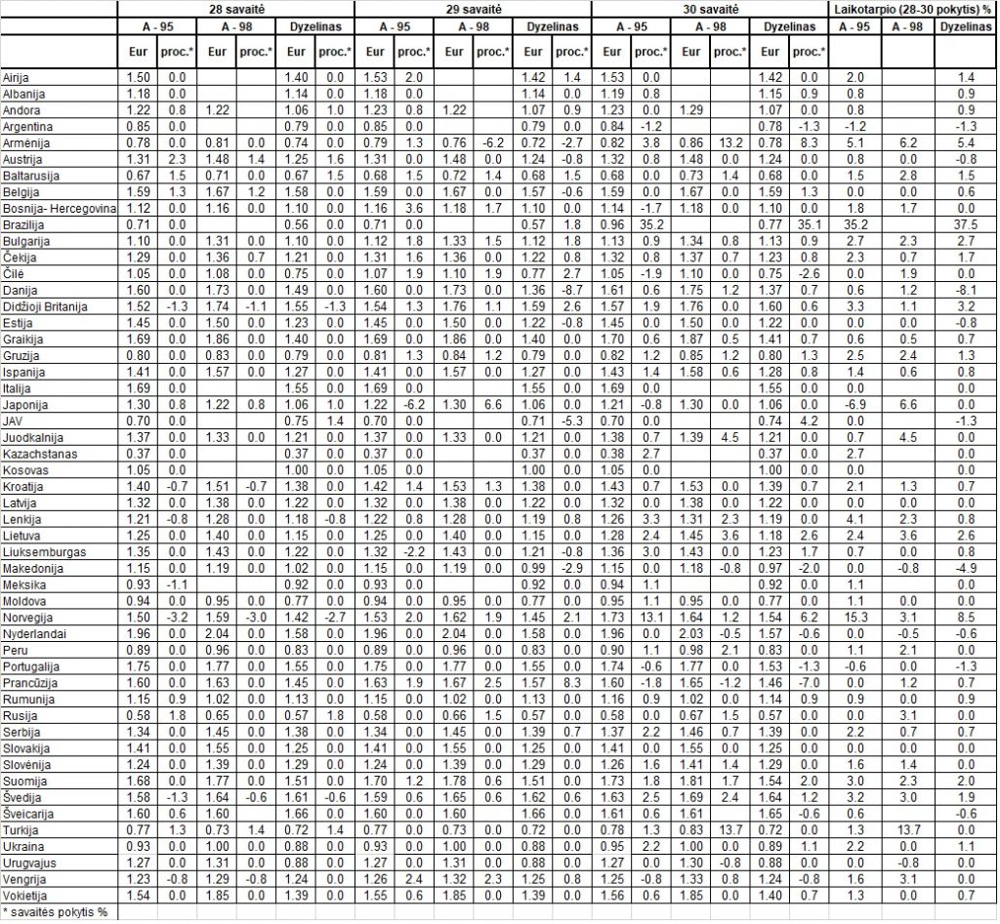 28 savaitė 29 savaitė 30 savaitė Laikotarpio (28-30 pokytis) %
A - 95 A - 98 Dyzelinas A - 95 A - 98 Dyzelinas A - 95 A - 98 Dyzelinas A - 95 A - 98 Dyzelinas
Eur proc.* Eur proc.* Eur proc.* Eur proc.* Eur proc.* Eur proc.* Eur proc.* Eur proc.* Eur proc.*
Airija 1.50 0.0 1.40 0.0 1.53 2.0 1.42 1.4 1.53 0.0 1.42 0.0 2.0 1.4
Albanija 1.18 0.0 1.14 0.0 1.18 0.0 1.14 0.0 1.19 0.8 1.15 0.9 0.8 0.9
Andora 1.22 0.8 1.22 1.06 1.0 1.23 0.8 1.22 1.07 0.9 1.23 0.0 1.29 1.07 0.0 0.8 0.9
Argentina 0.85 0.0 0.79 0.0 0.85 0.0 0.79 0.0 0.84 -1.2 0.78 -1.3 -1.2 -1.3
Armėnija 0.78 0.0 0.81 0.0 0.74 0.0 0.79 1.3 0.76 -6.2 0.72 -2.7 0.82 3.8 0.86 13.2 0.78 8.3 5.1 6.2 5.4
Austrija 1.31 2.3 1.48 1.4 1.25 1.6 1.31 0.0 1.48 0.0 1.24 -0.8 1.32 0.8 1.48 0.0 1.24 0.0 0.8 0.0 -0.8
Baltarusija 0.67 1.5 0.71 0.0 0.67 1.5 0.68 1.5 0.72 1.4 0.68 1.5 0.68 0.0 0.73 1.4 0.68 0.0 1.5 2.8 1.5
Belgija 1.59 1.3 1.67 1.2 1.58 0.0 1.59 0.0 1.67 0.0 1.57 -0.6 1.59 0.0 1.67 0.0 1.59 1.3 0.0 0.0 0.6
Bosnija- Hercegovina 1.12 0.0 1.16 0.0 1.10 0.0 1.16 3.6 1.18 1.7 1.10 0.0 1.14 -1.7 1.18 0.0 1.10 0.0 1.8 1.7 0.0
Brazilija 0.71 0.0 0.56 0.0 0.71 0.0 0.57 1.8 0.96 35.2 0.77 35.1 35.2 37.5
Bulgarija 1.10 0.0 1.31 0.0 1.10 0.0 1.12 1.8 1.33 1.5 1.12 1.8 1.13 0.9 1.34 0.8 1.13 0.9 2.7 2.3 2.7
Čekija 1.29 0.0 1.36 0.7 1.21 0.0 1.31 1.6 1.36 0.0 1.22 0.8 1.32 0.8 1.37 0.7 1.23 0.8 2.3 0.7 1.7
Čilė 1.05 0.0 1.08 0.0 0.75 0.0 1.07 1.9 1.10 1.9 0.77 2.7 1.05 -1.9 1.10 0.0 0.75 -2.6 0.0 1.9 0.0
Danija 1.60 0.0 1.73 0.0 1.49 0.0 1.60 0.0 1.73 0.0 1.36 -8.7 1.61 0.6 1.75 1.2 1.37 0.7 0.6 1.2 -8.1
Didžioji Britanija 1.52 -1.3 1.74 -1.1 1.55 -1.3 1.54 1.3 1.76 1.1 1.59 2.6 1.57 1.9 1.76 0.0 1.60 0.6 3.3 1.1 3.2
Estija 1.45 0.0 1.50 0.0 1.23 0.0 1.45 0.0 1.50 0.0 1.22 -0.8 1.45 0.0 1.50 0.0 1.22 0.0 0.0 0.0 -0.8
Graikija 1.69 0.0 1.86 0.0 1.40 0.0 1.69 0.0 1.86 0.0 1.40 0.0 1.70 0.6 1.87 0.5 1.41 0.7 0.6 0.5 0.7
Gruzija 0.80 0.0 0.83 0.0 0.79 0.0 0.81 1.3 0.84 1.2 0.79 0.0 0.82 1.2 0.85 1.2 0.80 1.3 2.5 2.4 1.3
Ispanija 1.41 0.0 1.57 0.0 1.27 0.0 1.41 0.0 1.57 0.0 1.27 0.0 1.43 1.4 1.58 0.6 1.28 0.8 1.4 0.6 0.8
Italija 1.69 0.0 1.55 0.0 1.69 0.0 1.55 0.0 1.69 0.0 1.55 0.0 0.0 0.0
Japonija 1.30 0.8 1.22 0.8 1.06 1.0 1.22 -6.2 1.30 6.6 1.06 0.0 1.21 -0.8 1.30 0.0 1.06 0.0 -6.9 6.6 0.0
JAV 0.70 0.0 0.75 1.4 0.70 0.0 0.71 -5.3 0.70 0.0 0.74 4.2 0.0 -1.3
Juodkalnija 1.37 0.0 1.33 0.0 1.21 0.0 1.37 0.0 1.33 0.0 1.21 0.0 1.38 0.7 1.39 4.5 1.21 0.0 0.7 4.5 0.0
Kazachstanas 0.37 0.0 0.37 0.0 0.37 0.0 0.37 0.0 0.38 2.7 0.37 0.0 2.7 0.0
Kosovas 1.05 0.0 1.00 0.0 1.05 0.0 1.00 0.0 1.05 0.0 1.00 0.0 0.0 0.0
Kroatija 1.40 -0.7 1.51 -0.7 1.38 0.0 1.42 1.4 1.53 1.3 1.38 0.0 1.43 0.7 1.53 0.0 1.39 0.7 2.1 1.3 0.7
Latvija 1.32 0.0 1.38 0.0 1.22 0.0 1.32 0.0 1.38 0.0 1.22 0.0 1.32 0.0 1.38 0.0 1.22 0.0 0.0 0.0 0.0
Lenkija 1.21 -0.8 1.28 0.0 1.18 -0.8 1.22 0.8 1.28 0.0 1.19 0.8 1.26 3.3 1.31 2.3 1.19 0.0 4.1 2.3 0.8
Lietuva 1.25 0.0 1.40 0.0 1.15 0.0 1.25 0.0 1.40 0.0 1.15 0.0 1.28 2.4 1.45 3.6 1.18 2.6 2.4 3.6 2.6
Liuksemburgas 1.35 0.0 1.43 0.0 1.22 0.0 1.32 -2.2 1.43 0.0 1.21 -0.8 1.36 3.0 1.43 0.0 1.23 1.7 0.7 0.0 0.8
Makedonija 1.15 0.0 1.19 0.0 1.02 0.0 1.15 0.0 1.19 0.0 0.99 -2.9 1.15 0.0 1.18 -0.8 0.97 -2.0 0.0 -0.8 -4.9
Meksika 0.93 -1.1 0.92 0.0 0.93 0.0 0.92 0.0 0.94 1.1 0.92 0.0 1.1 0.0
Moldova 0.94 0.0 0.95 0.0 0.77 0.0 0.94 0.0 0.95 0.0 0.77 0.0 0.95 1.1 0.95 0.0 0.77 0.0 1.1 0.0 0.0
Norvegija 1.50 -3.2 1.59 -3.0 1.42 -2.7 1.53 2.0 1.62 1.9 1.45 2.1 1.73 13.1 1.64 1.2 1.54 6.2 15.3 3.1 8.5
Nyderlandai 1.96 0.0 2.04 0.0 1.58 0.0 1.96 0.0 2.04 0.0 1.58 0.0 1.96 0.0 2.03 -0.5 1.57 -0.6 0.0 -0.5 -0.6
Peru 0.89 0.0 0.96 0.0 0.83 0.0 0.89 0.0 0.96 0.0 0.83 0.0 0.90 1.1 0.98 2.1 0.83 0.0 1.1 2.1 0.0
Portugalija 1.75 0.0 1.77 0.0 1.55 0.0 1.75 0.0 1.77 0.0 1.55 0.0 1.74 -0.6 1.77 0.0 1.53 -1.3 -0.6 0.0 -1.3
Prancūzija 1.60 0.0 1.63 0.0 1.45 0.0 1.63 1.9 1.67 2.5 1.57 8.3 1.60 -1.8 1.65 -1.2 1.46 -7.0 0.0 1.2 0.7
Rumunija 1.15 0.9 1.02 0.0 1.13 0.0 1.15 0.0 1.02 0.0 1.13 0.0 1.16 0.9 1.02 0.0 1.14 0.9 0.9 0.0 0.9
Rusija 0.58 1.8 0.65 0.0 0.57 1.8 0.58 0.0 0.66 1.5 0.57 0.0 0.58 0.0 0.67 1.5 0.57 0.0 0.0 3.1 0.0
Serbija 1.34 0.0 1.45 0.0 1.38 0.0 1.34 0.0 1.45 0.0 1.39 0.7 1.37 2.2 1.46 0.7 1.39 0.0 2.2 0.7 0.7
Slovakija 1.41 0.0 1.55 0.0 1.25 0.0 1.41 0.0 1.55 0.0 1.25 0.0 1.41 0.0 1.55 0.0 1.25 0.0 0.0 0.0 0.0
Slovėnija 1.24 0.0 1.39 0.0 1.29 0.0 1.24 0.0 1.39 0.0 1.29 0.0 1.26 1.6 1.41 1.4 1.29 0.0 1.6 1.4 0.0
Suomija 1.68 0.0 1.77 0.0 1.51 0.0 1.70 1.2 1.78 0.6 1.51 0.0 1.73 1.8 1.81 1.7 1.54 2.0 3.0 2.3 2.0
Švedija 1.58 -1.3 1.64 -0.6 1.61 -0.6 1.59 0.6 1.65 0.6 1.62 0.6 1.63 2.5 1.69 2.4 1.64 1.2 3.2 3.0 1.9
Šveicarija 1.60 0.6 1.60 1.66 0.0 1.60 0.0 1.60 1.66 0.0 1.61 0.6 1.61 1.65 -0.6 0.6 -0.6
Turkija 0.77 1.3 0.73 1.4 0.72 1.4 0.77 0.0 0.73 0.0 0.72 0.0 0.78 1.3 0.83 13.7 0.72 0.0 1.3 13.7 0.0
Ukraina 0.93 0.0 1.00 0.0 0.88 0.0 0.93 0.0 1.00 0.0 0.88 0.0 0.95 2.2 1.00 0.0 0.89 1.1 2.2 0.0 1.1
Urugvajus 1.27 0.0 1.31 0.0 0.88 0.0 1.27 0.0 1.31 0.0 0.88 0.0 1.27 0.0 1.30 -0.8 0.88 0.0 0.0 -0.8 0.0
Vengrija 1.23 -0.8 1.29 -0.8 1.24 0.0 1.26 2.4 1.32 2.3 1.25 0.8 1.25 -0.8 1.33 0.8 1.24 -0.8 1.6 3.1 0.0
Vokietija 1.54 0.0 1.85 0.0 1.39 0.0 1.55 0.6 1.85 0.0 1.39 0.0 1.56 0.6 1.85 0.0 1.40 0.7 1.3 0.0 0.7
* savaitės pokytis %